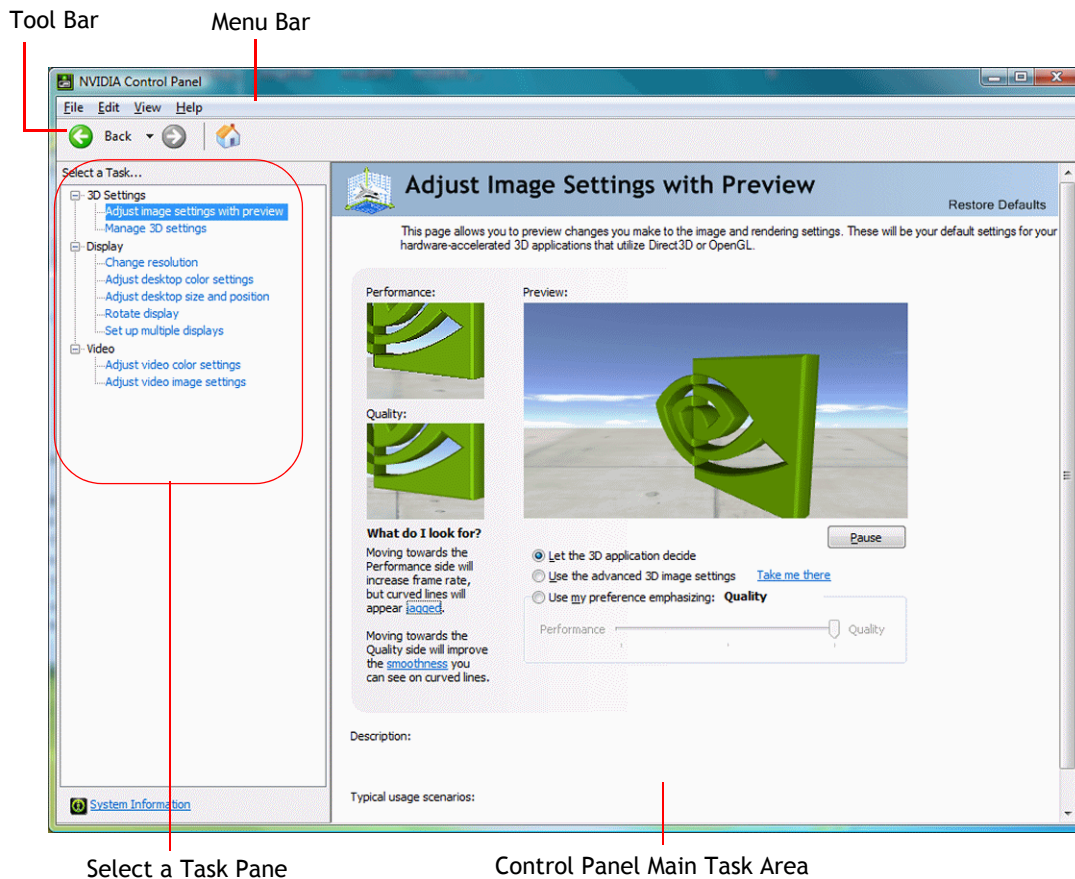 Tool Bar
Menu Bar
NVIDIA Control Panel
File Edit View Help
Back
Select a Task...
3D Settings
Adjust image settings with preview
Manage 3D settings
Display
Change resolution
Adjust desktop color settings
Adjust desktop size and position
Rotate display
Set up multiple displays
Video
Adjust video color settings
Adjust video image settings
System Information
Adjust Image Settings with Preview
Restore Defaults
This page allows you to preview changes you make to the image and rendering settings. These will be your default settings for your
hardware-accelerated 3D applications that utilize Direct3D or OpenGL.
Performance:
Quality:
What do I look for?
Moving towards the
Performance side will
increase frame rate,
but curved lines will
appear jagged.
Moving towards the
Quality side will improve
the smoothness you
can see on curved lines.
Preview:
Pause
Let the 3D application decide
Use the advanced 3D image settings Take me there
Use my preference emphasizing: Quality
Performance Quality
Description:
Typical usage scenarios:
Select a Task Pane
Control Panel Main Task Area